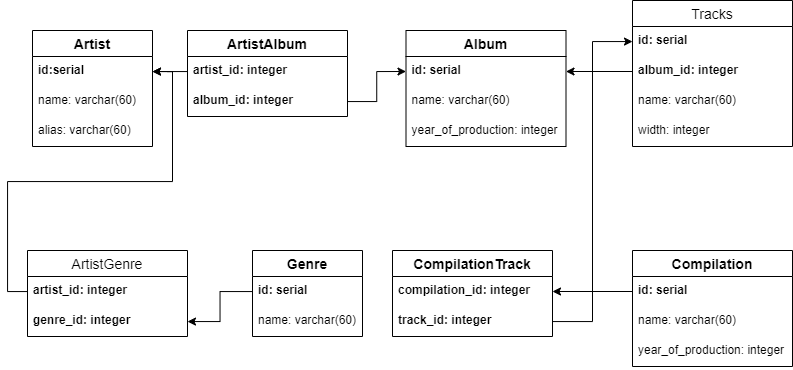 Artist
id:serial
name: varchar(60)
alias: varchar(60)
ArtistAlbum
artist_id: integer
album_id: integer
Album
id: serial
name: varchar(60)
year_of_production: integer
Tracks
id: serial
album_id: integer
name: varchar(60)
width: integer
ArtistGenre
artist_id: integer
genre_id: integer
Genre
id: serial
name: varchar(60)
CompilationTrack
compilation_id: integer
track_id: integer
Compilation
id: serial
name: varchar(60)
year_of_production: integer